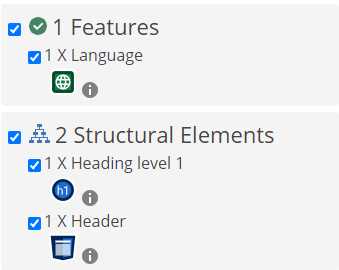 1 Features
1 X Language
2 Structural Elements
1 X Heading level 1
h1
1 X Header